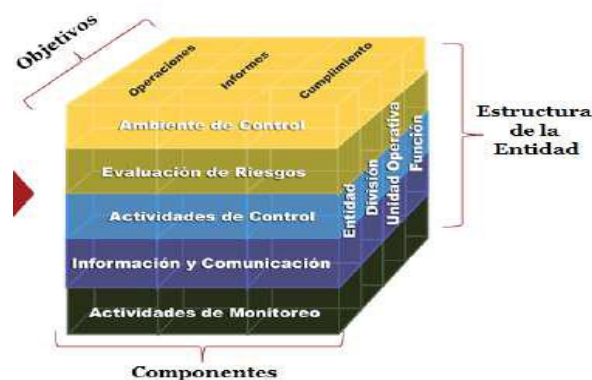 Objetivos
Operaciones
Informes
Cumplimiento
Ambiente de Control
Evaluación de Riesgos
Actividades de Control
Información y Comunicación
Actividades de Monitoreo
Entidad
División
Unidad Operativa
Función
Estructura
de la
Entidad
Componentes